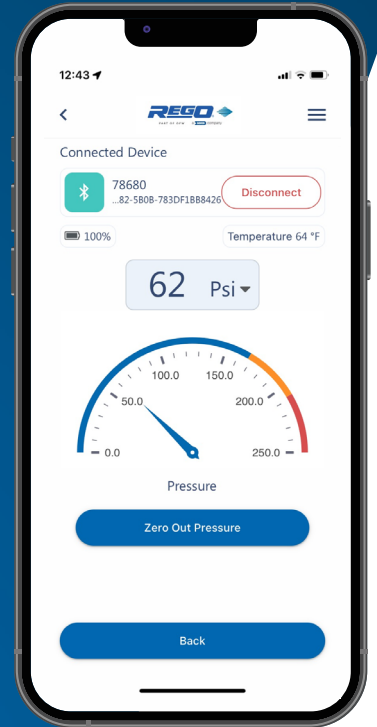 12:43
REGO
Connected Device
78680
...82-5B0B-783DF1BB8426
Disconnect
100%
Temperature 64 °F
62 Psi
100.0 150.0
50.0 200.0
0.0 250.0
Pressure
Zero Out Pressure
Back